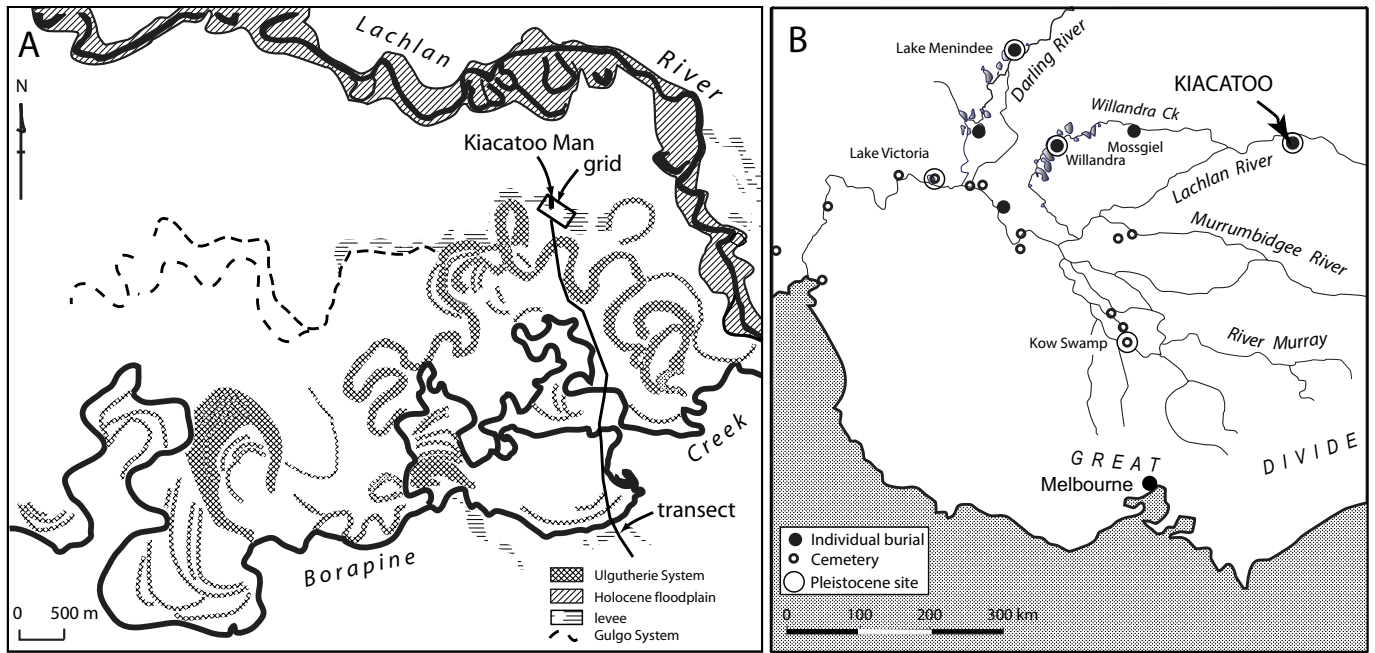 A
Lachlan
River
N
Kiacatoo Man
grid
Creek
transect
Borapine
Ulgutherie System
Holocene floodplain
levee
Gulgo System
0 500 m
B
Lake Menindee
Darling River
KIACATOO
Willandra Ck
Mossgiel
Lake Victoria
Willandra
Lachlan River
Murrumbidgee River
Kow Swamp
River Murray
GREAT
DIVIDE
Melbourne
Individual burial
Cemetery
Pleistocene site
0 100 200 300 km